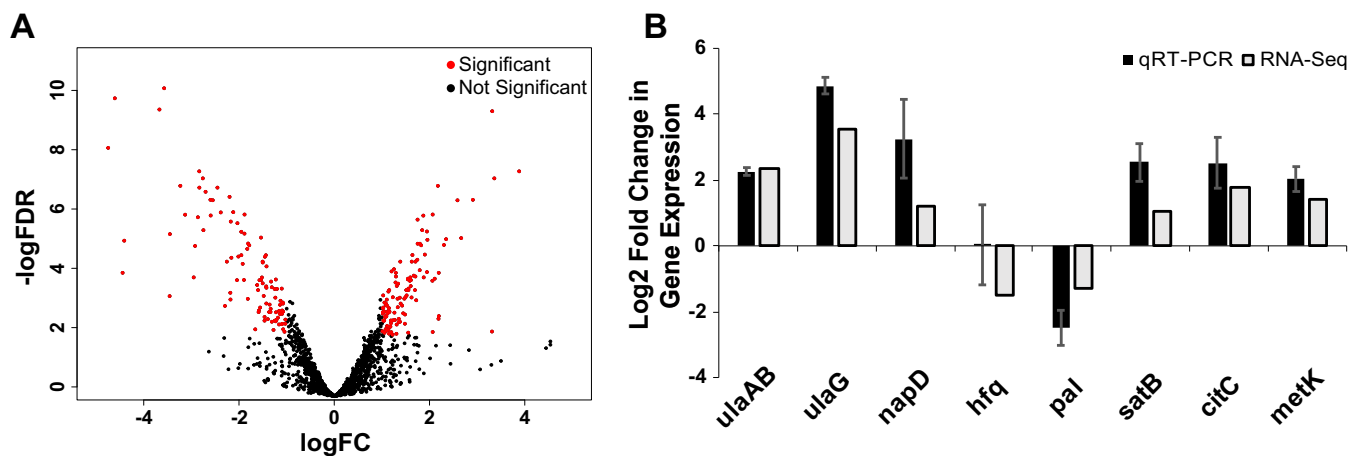 A
Significant
Not Significant
-logFDR
10
8
6
4
2
0
-4
-2
0
2
4
logFC
B
qRT-PCR
RNA-Seq
Log2 Fold Change in
Gene Expression
6
4
2
0
-2
-4
ulaAB
ulaG
napD
hfq
pal
satB
citC
metK